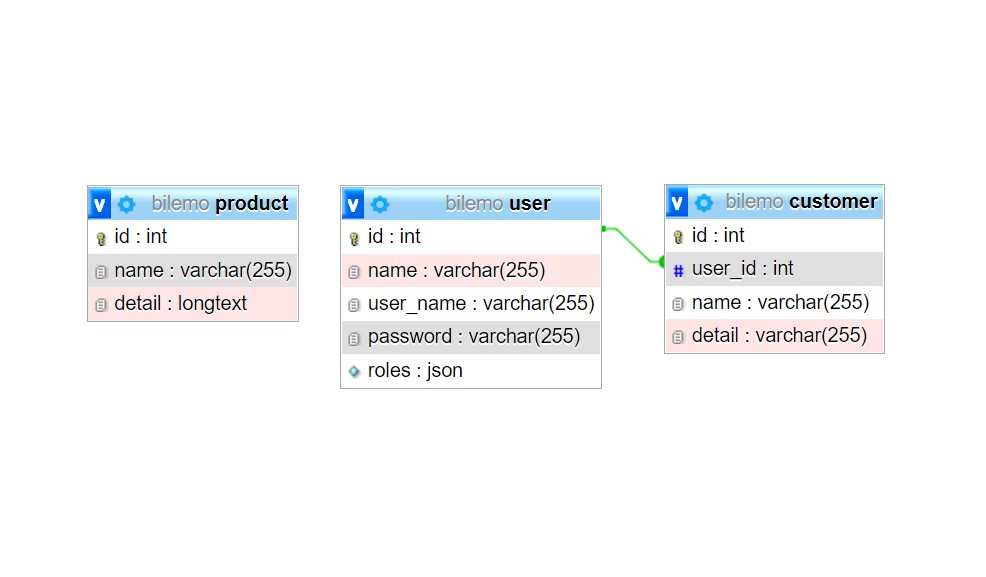 v bilemo product
id : int
name : varchar(255)
detail : longtext
v bilemo user
id : int
name : varchar(255)
user_name : varchar(255)
password : varchar(255)
roles : json
v bilemo customer
id : int
# user_id : int
name : varchar(255)
detail : varchar(255)